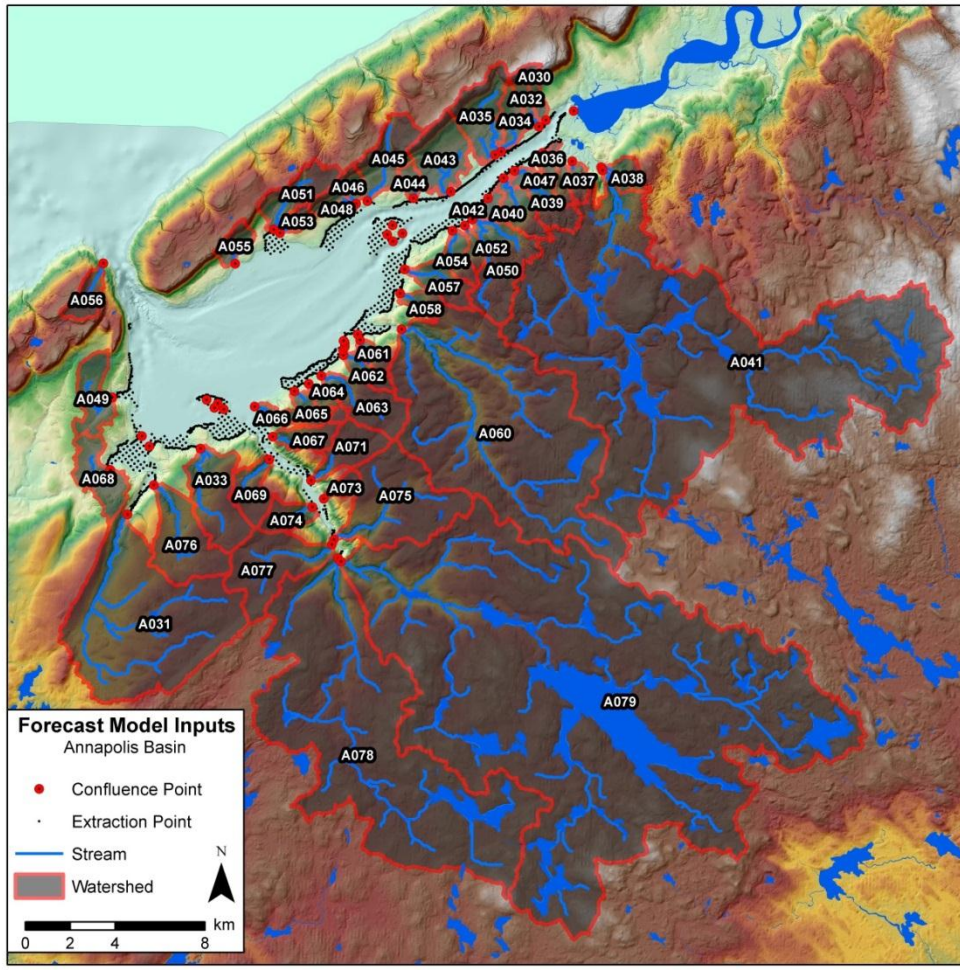 A030
A032
A035
A034
A045
A043
A036
A047
A037
A038
A051
A046
A044
A039
A048
A053
A042
A040
A055
A052
A054
A050
A056
A057
A058
A061
A041
A062
A049
A064
A063
A065
A066
A060
A067
A071
A068
A033
A069
A073
A075
A074
A076
A077
A031
A079
A078
Forecast Model Inputs
Annapolis Basin
Confluence Point
Extraction Point
Stream
N
Watershed
km
0 2 4 8